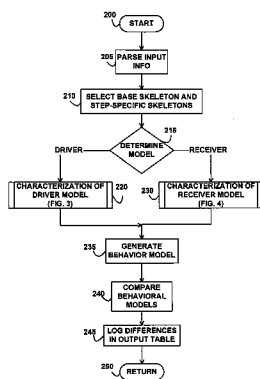 200
START
205
PARSE INPUT
INFO
210
SELECT BASE SKELETON AND
STEP-SPECIFIC SKELETONS
215
DETERMINE
MODEL
DRIVER
RECEIVER
CHARACTERIZATION OF
DRIVER MODEL
(FIG. 3)
220
230
CHARACTERIZATION OF
RECEIVER MODEL
(FIG. 4)
235
GENERATE
BEHAVIOR MODEL
240
COMPARE
BEHAVIORAL
MODELS
245
LOG DIFFERENCES
IN OUTPUT TABLE
250
RETURN